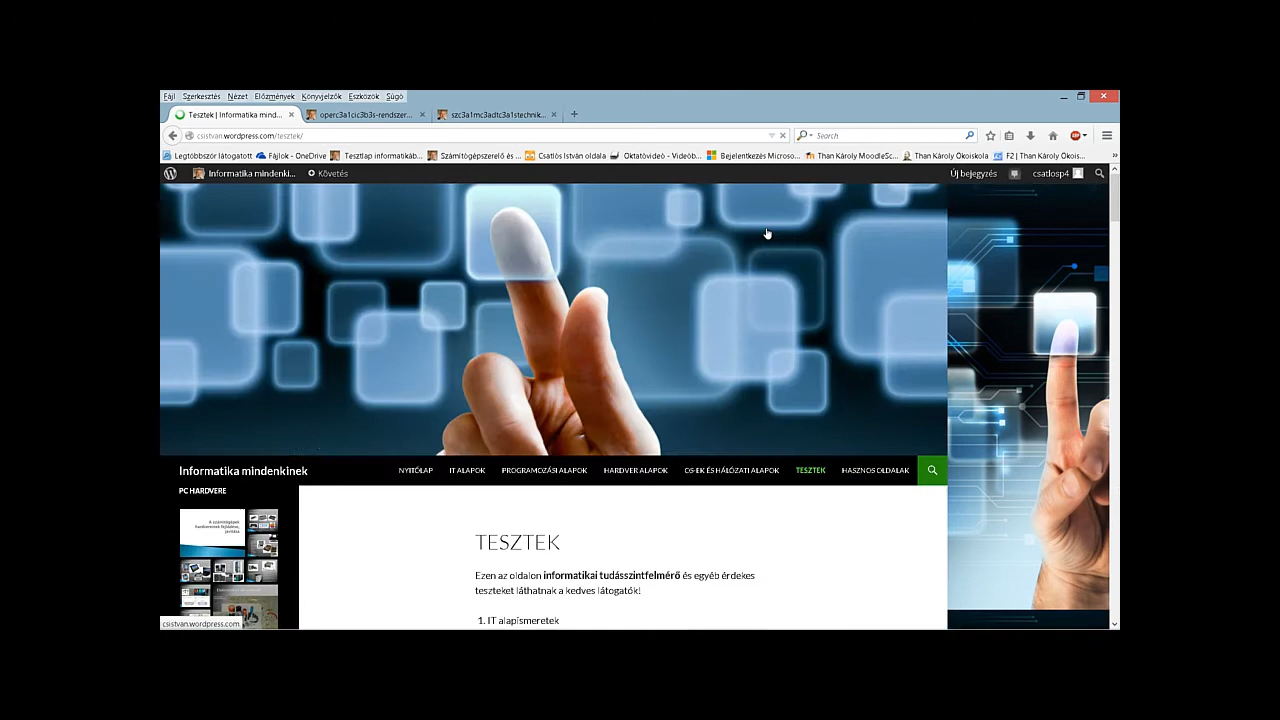 Fájl Szerkesztés Nézet Előzmények Könyvjelzők Eszközök Súgó
Tesztek | Informatika mind...
operc3a1cic3b3s-rendszer...
szc3a1mc3adtc3a1stechnik...
csistvan.wordpress.com/tesztek/
Search
Legtöbbször látogatott Fájlok - OneDrive Tesztlap informatikáb... Számítógépszerelő és ... Csatlós István oldala Oktatóvideó - Videób... Bejelentkezés Microso... Than Károly MoodleSc... Than Károly Ökoiskola F2 | Than Károly Ökois...
Informatika mindenki... Követés Új bejegyzés csatlosp4
Informatika mindenkinek
NYITÓLAP IT ALAPOK PROGRAMOZÁSI ALAPOK HARDVER ALAPOK OS-EK ÉS HÁLÓZATI ALAPOK TESZTEK HASZNOS OLDALAK
PC HARDVERE
TESZTEK
Ezen az oldalon informatikai tudásszintfelmérő és egyéb érdekes
teszteket láthatnak a kedves látogatók!
1. IT alapismeretek
csistvan.wordpress.com